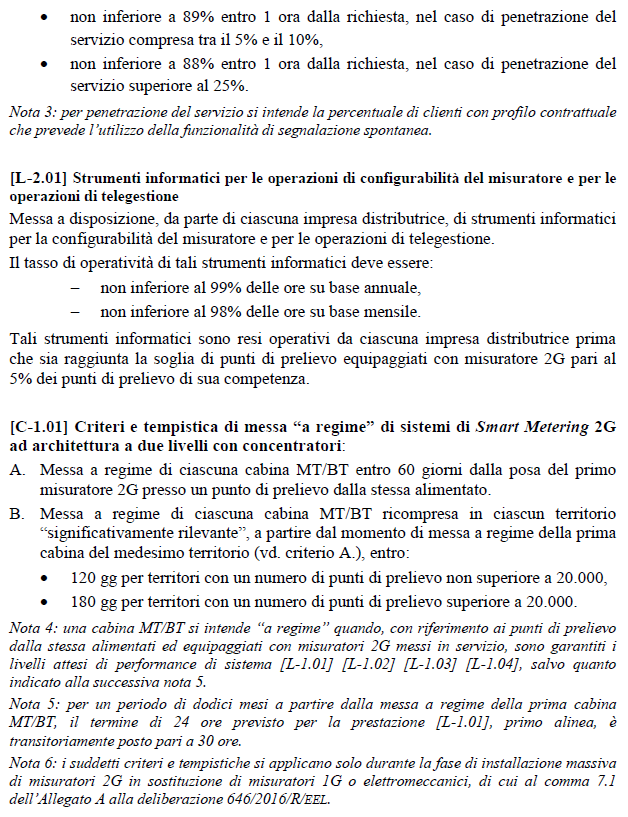 • non inferiore a 89% entro 1 ora dalla richiesta, nel caso di penetrazione del
servizio compresa tra il 5% e il 10%,
• non inferiore a 88% entro 1 ora dalla richiesta, nel caso di penetrazione del
servizio superiore al 25%.
Nota 3: per penetrazione del servizio si intende la percentuale di clienti con profilo contrattuale
che prevede l’utilizzo della funzionalità di segnalazione spontanea.
[L-2.01] Strumenti informatici per le operazioni di configurabilità del misuratore e per le
operazioni di telegestione
Messa a disposizione, da parte di ciascuna impresa distributrice, di strumenti informatici
per la configurabilità del misuratore e per le operazioni di telegestione.
Il tasso di operatività di tali strumenti informatici deve essere:
– non inferiore al 99% delle ore su base annuale,
– non inferiore al 98% delle ore su base mensile.
Tali strumenti informatici sono resi operativi da ciascuna impresa distributrice prima
che sia raggiunta la soglia di punti di prelievo equipaggiati con misuratore 2G pari al
5% dei punti di prelievo di sua competenza.
[C-1.01] Criteri e tempistica di messa “a regime” di sistemi di Smart Metering 2G
ad architettura a due livelli con concentratori:
A. Messa a regime di ciascuna cabina MT/BT entro 60 giorni dalla posa del primo
misuratore 2G presso un punto di prelievo dalla stessa alimentato.
B. Messa a regime di ciascuna cabina MT/BT ricompresa in ciascun territorio
“significativamente rilevante”, a partire dal momento di messa a regime della prima
cabina del medesimo territorio (vd. criterio A.), entro:
• 120 gg per territori con un numero di punti di prelievo non superiore a 20.000,
• 180 gg per territori con un numero di punti di prelievo superiore a 20.000.
Nota 4: una cabina MT/BT si intende “a regime” quando, con riferimento ai punti di prelievo
dalla stessa alimentati ed equipaggiati con misuratori 2G messi in servizio, sono garantiti i
livelli attesi di performance di sistema [L-1.01] [L-1.02] [L-1.03] [L-1.04], salvo quanto
indicato alla successiva nota 5.
Nota 5: per un periodo di dodici mesi a partire dalla messa a regime della prima cabina
MT/BT, il termine di 24 ore previsto per la prestazione [L-1.01], primo alinea, è
transitoriamente posto pari a 30 ore.
Nota 6: i suddetti criteri e tempistiche si applicano solo durante la fase di installazione massiva
di misuratori 2G in sostituzione di misuratori 1G o elettromeccanici, di cui al comma 7.1
dell’Allegato A alla deliberazione 646/2016/R/EEL.